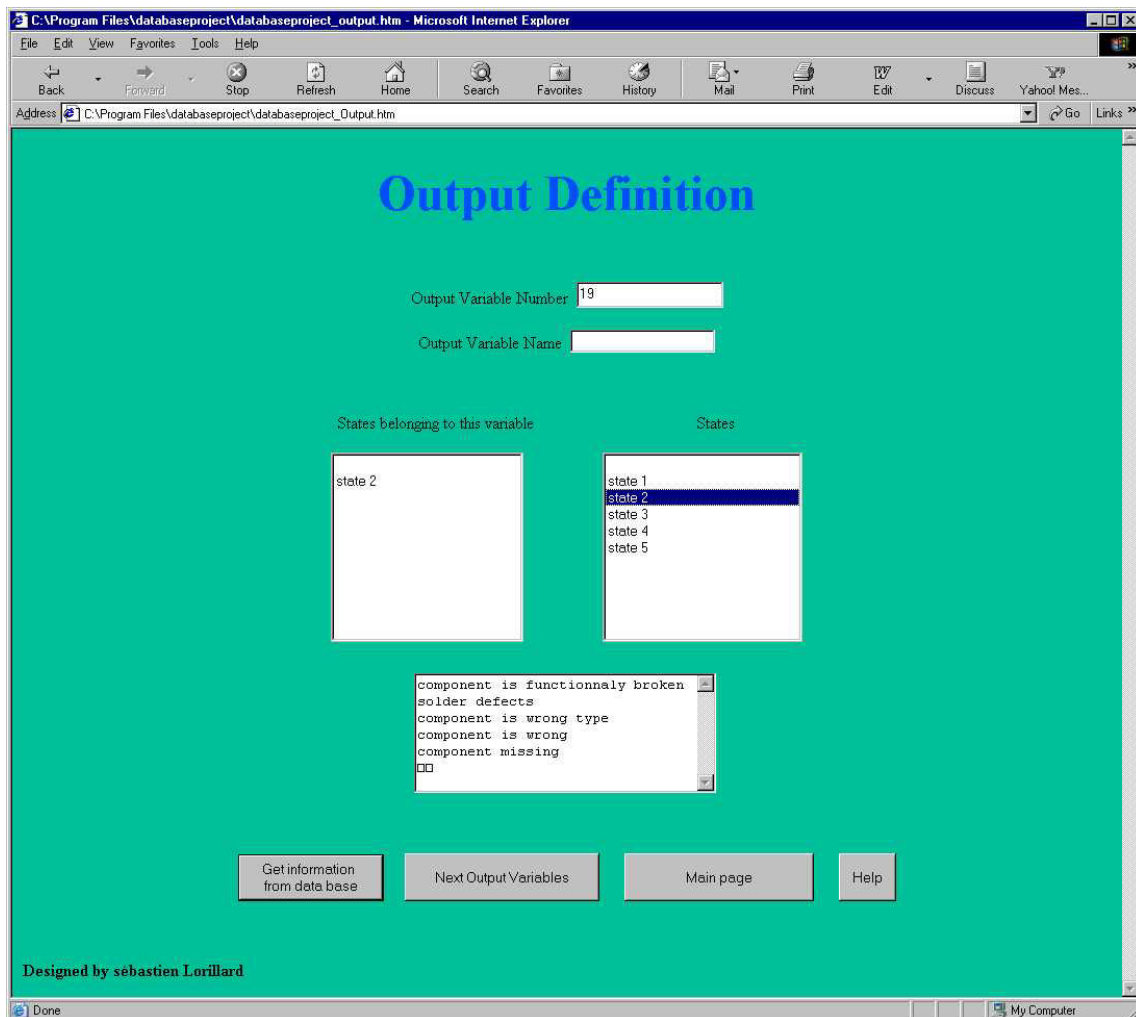 C:\Program Files\databaseproject\databaseproject_output.htm - Microsoft Internet Explorer
File Edit View Favorites Tools Help
Back Forward Stop Refresh Home Search Favorites History Mail Print Edit Discuss Yahoo! Mes... »
Address C:\Program Files\databaseproject\databaseproject_Output.htm Go Links »
Output Definition
Output Variable Number 19
Output Variable Name
States belonging to this variable States
state 2
state 1
state 2
state 3
state 4
state 5
component is functionnaly broken
solder defects
component is wrong type
component is wrong
component missing
□□
Get information
from data base
Next Output Variables
Main page
Help
Designed by sébastien Lorillard
Done My Computer